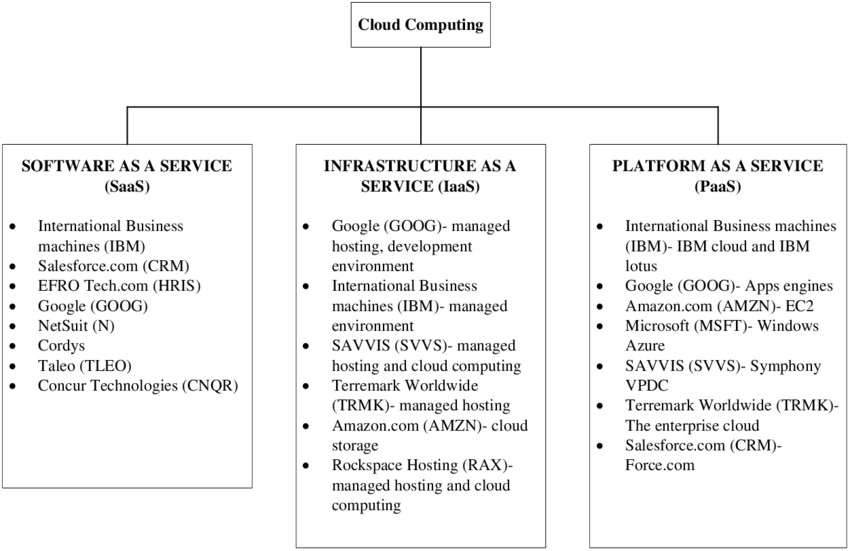 Cloud Computing
SOFTWARE AS A SERVICE
(SaaS)
• International Business
machines (IBM)
• Salesforce.com (CRM)
• EFRO Tech.com (HRIS)
• Google (GOOG)
• NetSuit (N)
• Cordys
• Taleo (TLEO)
• Concur Technologies (CNQR)
INFRASTRUCTURE AS A
SERVICE (IaaS)
• Google (GOOG)- managed
hosting, development
environment
• International Business
machines (IBM)- managed
environment
• SAVVIS (SVVS)- managed
hosting and cloud computing
• Terremark Worldwide
(TRMK)- managed hosting
• Amazon.com (AMZN)- cloud
storage
• Rockspace Hosting (RAX)-
managed hosting and cloud
computing
PLATFORM AS A SERVICE
(PaaS)
• International Business machines
(IBM)- IBM cloud and IBM
lotus
• Google (GOOG)- Apps engines
• Amazon.com (AMZN)- EC2
• Microsoft (MSFT)- Windows
Azure
• SAVVIS (SVVS)- Symphony
VPDC
• Terremark Worldwide (TRMK)-
The enterprise cloud
• Salesforce.com (CRM)-
Force.com